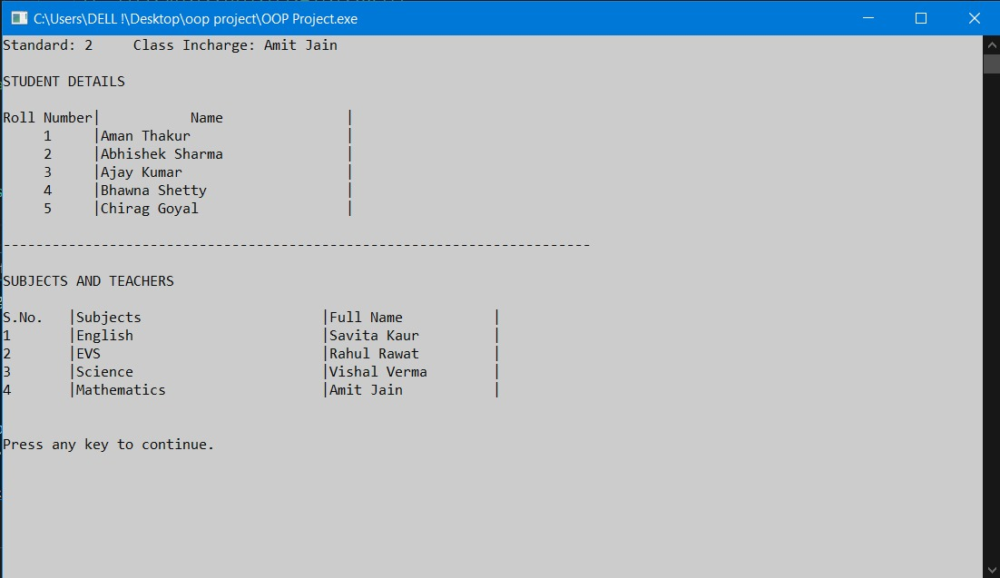 C:\Users\DELL !\Desktop\oop project\OOP Project.exe
Standard: 2     Class Incharge: Amit Jain
STUDENT DETAILS
Roll Number|           Name               |
     1     |Aman Thakur                   |
     2     |Abhishek Sharma               |
     3     |Ajay Kumar                    |
     4     |Bhawna Shetty                 |
     5     |Chirag Goyal                  |
------------------------------------------------------------------------
SUBJECTS AND TEACHERS
S.No.   |Subjects                      |Full Name           |
1       |English                       |Savita Kaur         |
2       |EVS                           |Rahul Rawat         |
3       |Science                       |Vishal Verma        |
4       |Mathematics                   |Amit Jain           |
Press any key to continue.